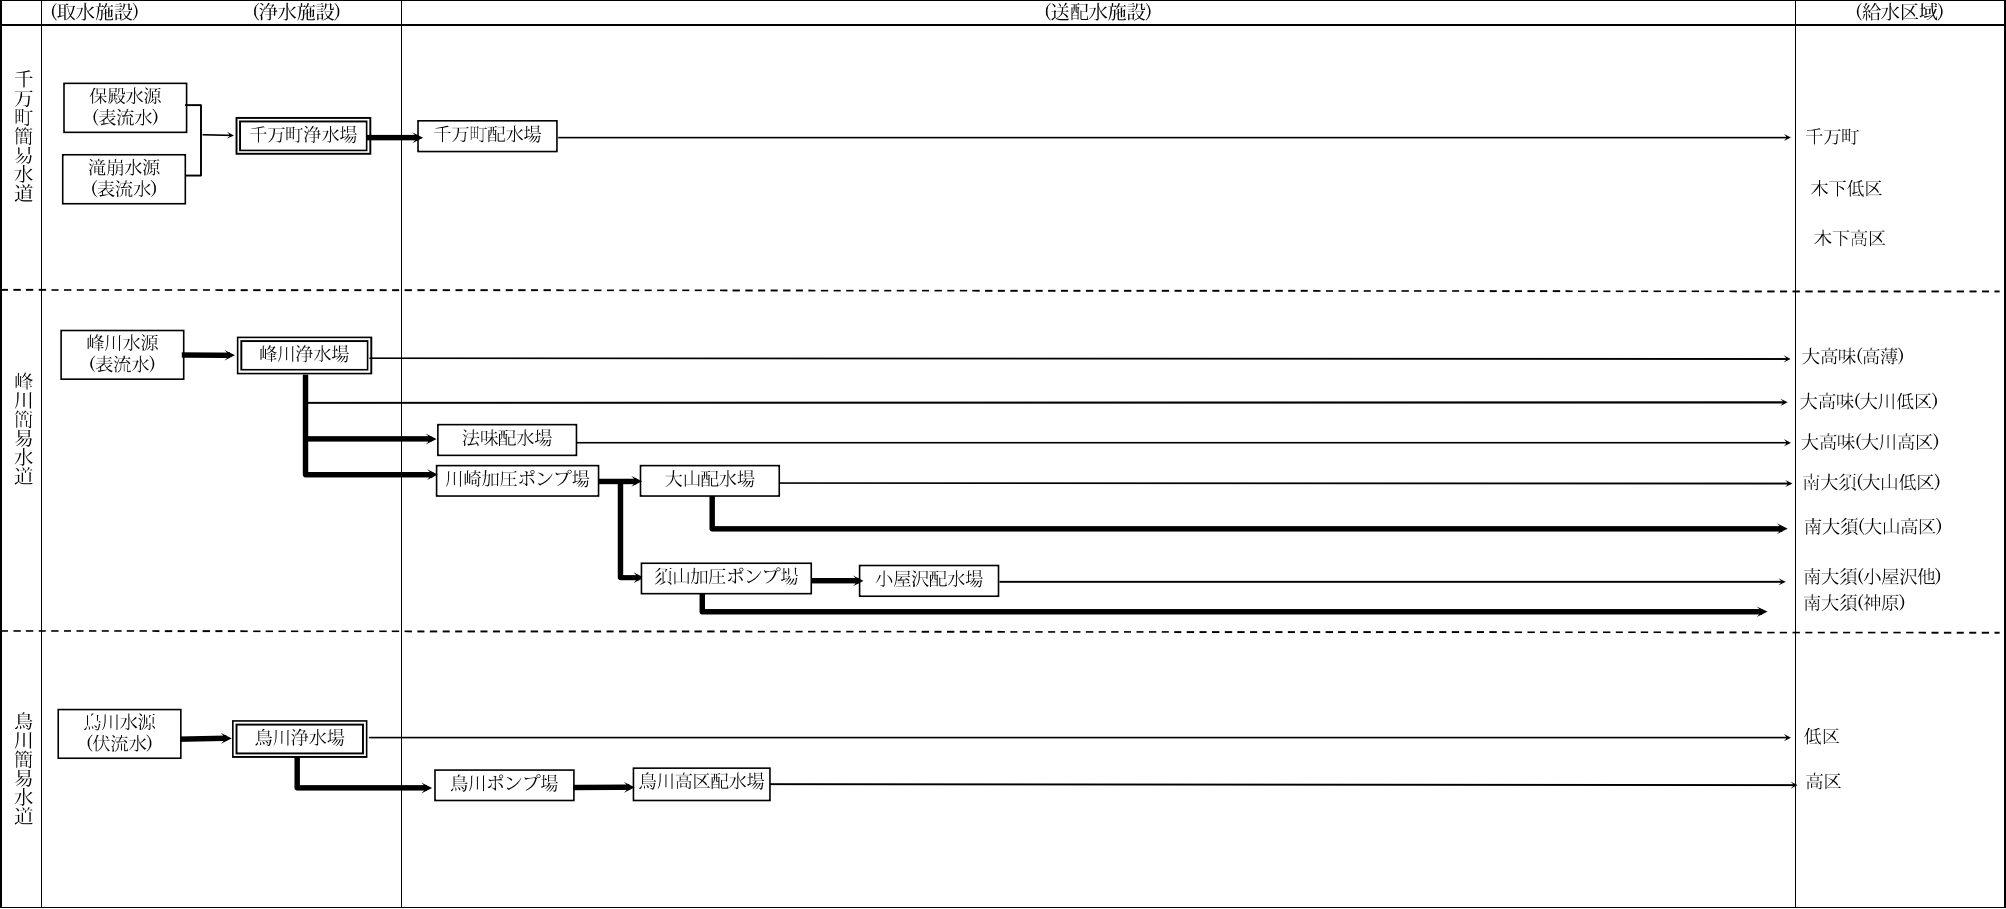 (取水施設)
(浄水施設)
(送配水施設)
(給水区域)
千万町簡易水道
保殿水源
(表流水)
滝崩水源
(表流水)
千万町浄水場
千万町配水場
千万町
木下低区
木下高区
峰川簡易水道
峰川水源
(表流水)
峰川浄水場
大高味(高薄)
大高味(大川低区)
法味配水場
大高味(大川高区)
川崎加圧ポンプ場
大山配水場
南大須(大山低区)
南大須(大山高区)
須山加圧ポンプ場
小屋沢配水場
南大須(小屋沢他)
南大須(神原)
鳥川簡易水道
鳥川水源
(伏流水)
鳥川浄水場
低区
鳥川ポンプ場
鳥川高区配水場
高区